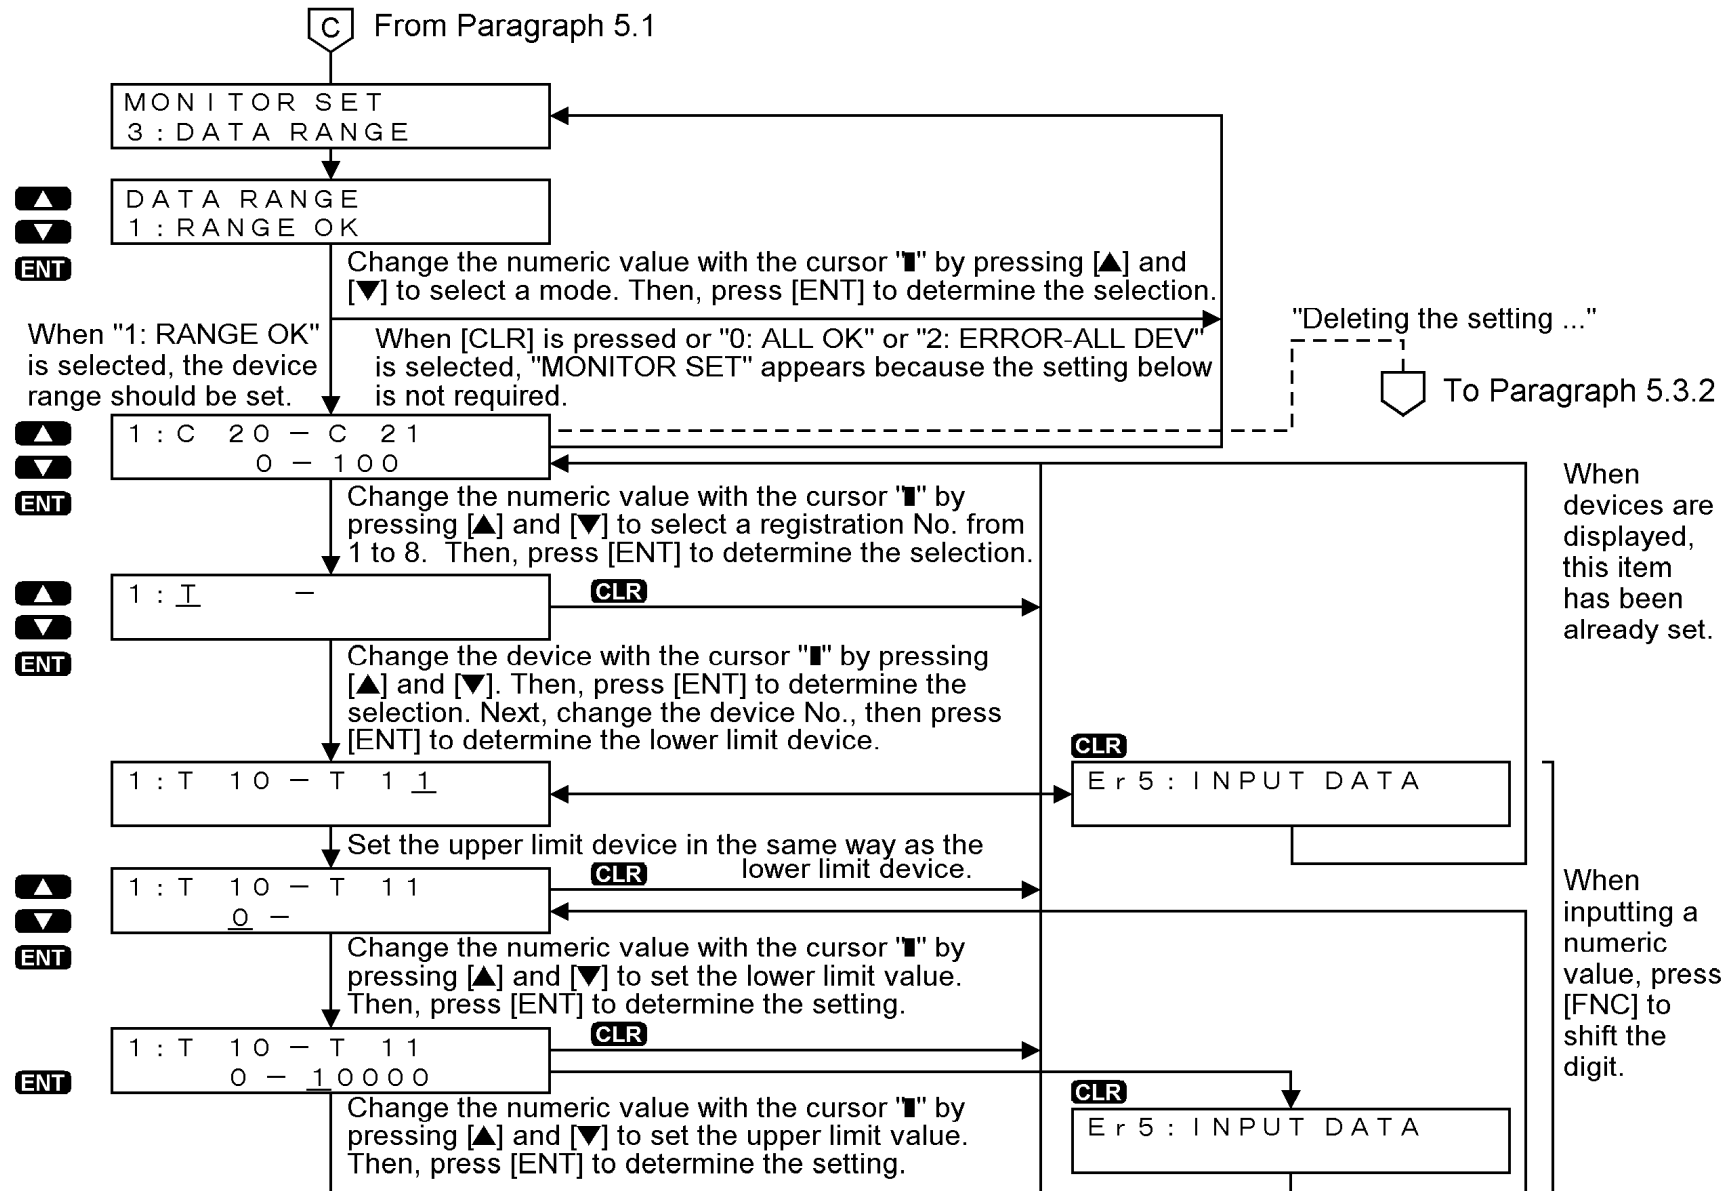 C From Paragraph 5.1
MONITOR SET
3:DATA RANGE
DATA RANGE
1:RANGE OK
ENT
Change the numeric value with the cursor "▮" by pressing [▲] and
[▼] to select a mode. Then, press [ENT] to determine the selection.
When "1: RANGE OK"
is selected, the device
range should be set.
When [CLR] is pressed or "0: ALL OK" or "2: ERROR-ALL DEV"
is selected, "MONITOR SET" appears because the setting below
is not required.
"Deleting the setting ..."
To Paragraph 5.3.2
1:C 20-C 21
0-100
ENT
Change the numeric value with the cursor "▮" by
pressing [▲] and [▼] to select a registration No. from
1 to 8. Then, press [ENT] to determine the selection.
When
devices are
displayed,
this item
has been
already set.
1:T -
CLR
ENT
Change the device with the cursor "▮" by pressing
[▲] and [▼]. Then, press [ENT] to determine the
selection. Next, change the device No., then press
[ENT] to determine the lower limit device.
1:T 10-T 11
CLR
Er5:INPUT DATA
Set the upper limit device in the same way as the
lower limit device.
1:T 10-T 11
0-
CLR
ENT
Change the numeric value with the cursor "▮" by
pressing [▲] and [▼] to set the lower limit value.
Then, press [ENT] to determine the setting.
When
inputting a
numeric
value, press
[FNC] to
shift the
digit.
1:T 10-T 11
0-10000
CLR
ENT
CLR
Er5:INPUT DATA
Change the numeric value with the cursor "▮" by
pressing [▲] and [▼] to set the upper limit value.
Then, press [ENT] to determine the setting.